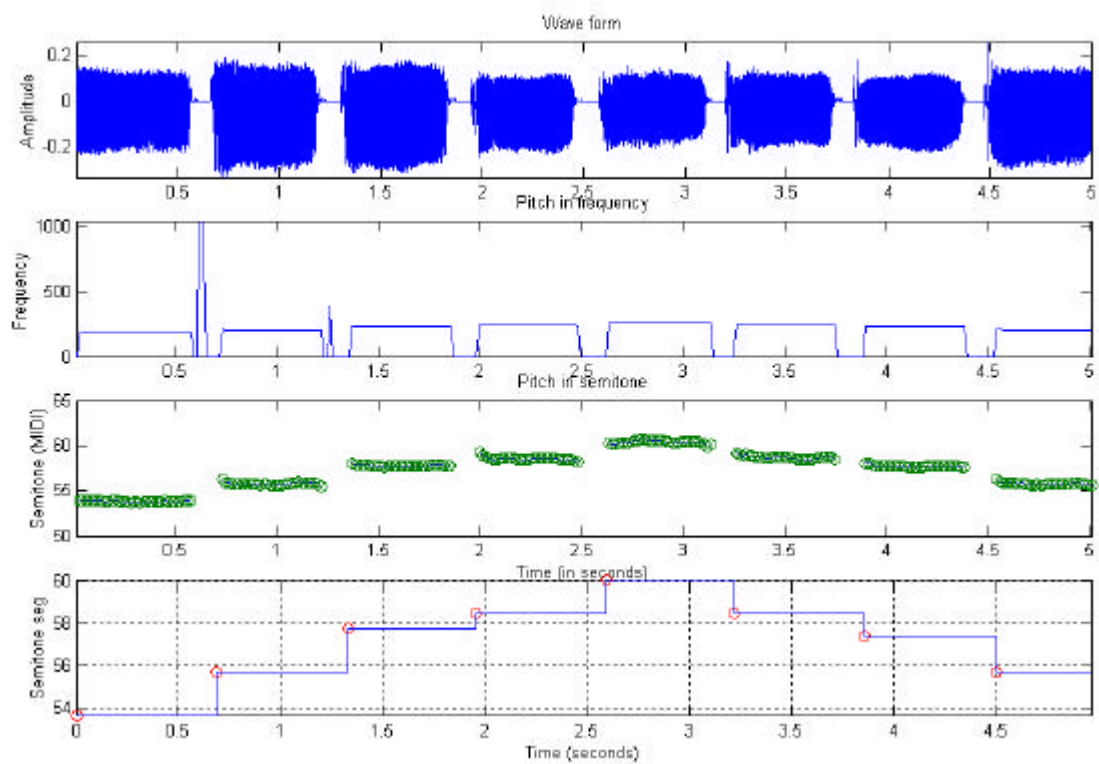 Wave form
0.2
0
-0.2
Amplitude
0.5 1 1.5 2 2.5 3 3.5 4 4.5 5
Pitch in frequency
1000
500
0
Frequency
0.5 1 1.5 2 2.5 3 3.5 4 4.5 5
Pitch in semitone
65
60
55
50
Semitone (MIDI)
0.5 1 1.5 2 2.5 3 3.5 4 4.5 5
Time (in seconds)
60
58
56
54
Semitone seg
0 0.5 1 1.5 2 2.5 3 3.5 4 4.5
Time (seconds)